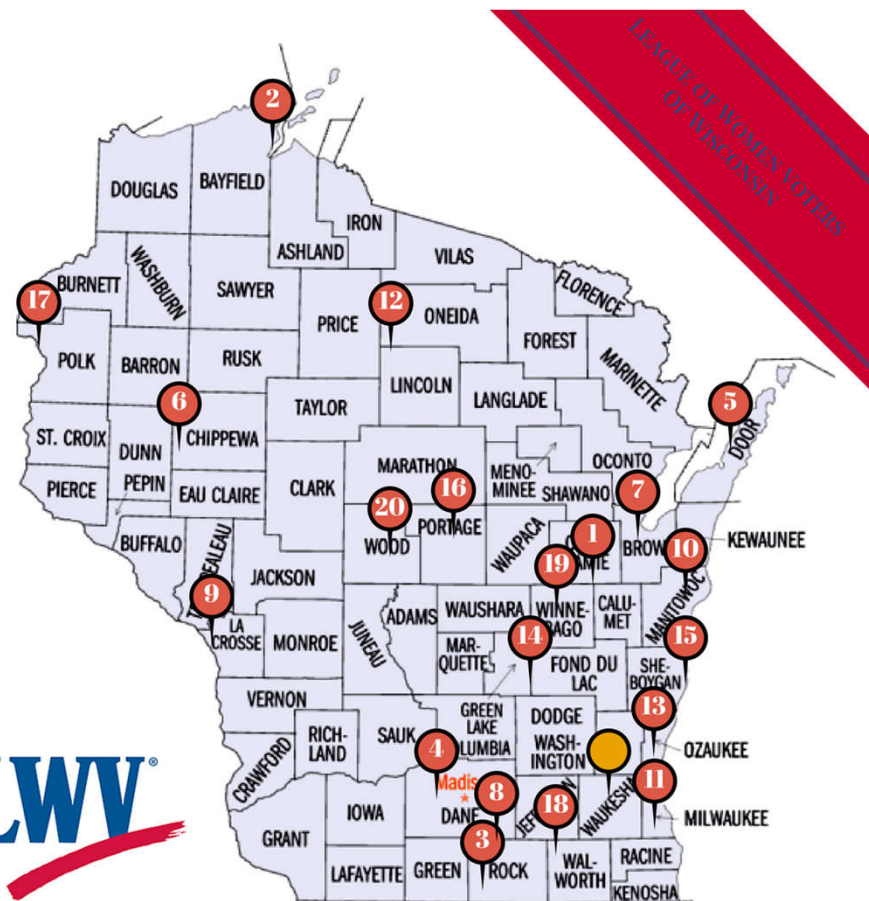 LEAGUE OF WOMEN VOTERS
OF WISCONSIN
2
DOUGLAS
BAYFIELD
IRON
ASHLAND
VILAS
WASHBURN
BURNETT
SAWYER
FLORENCE
17
12
PRICE
ONEIDA
FOREST
MARINETTE
POLK
BARRON
RUSK
LINCOLN
TAYLOR
LANGLADE
6
5
DOOR
ST. CROIX
DUNN
CHIPPEWA
MARATHON
MENO-
MINEE
OCONTO
PIERCE
PEPIN
EAU CLAIRE
CLARK
SHAWANO
16
7
20
PORTAGE
WOOD
WAUPACA
1
BROW
KEWAUNEE
10
BUFFALO
JACKSON
19
9
ADAMS
WAUSHARA
WINNE-
BAGO
CALU-
MET
MANITOWOC
LA
CROSSE
MONROE
JUNEAU
MAR-
QUETTE
14
15
FOND DU
LAC
SHE-
BOYGAN
VERNON
GREEN
LAKE
DODGE
13
RICH-
LAND
SAUK
4
OLUMBIA
WASH-
INGTON
OZAUKEE
CRAWFORD
Madis
8
18
11
WAUKESHA
MILWAUKEE
IOWA
DANE
3
GRANT
LAFAYETTE
GREEN
ROCK
WAL-
WORTH
RACINE
KENOSHA
LWV®